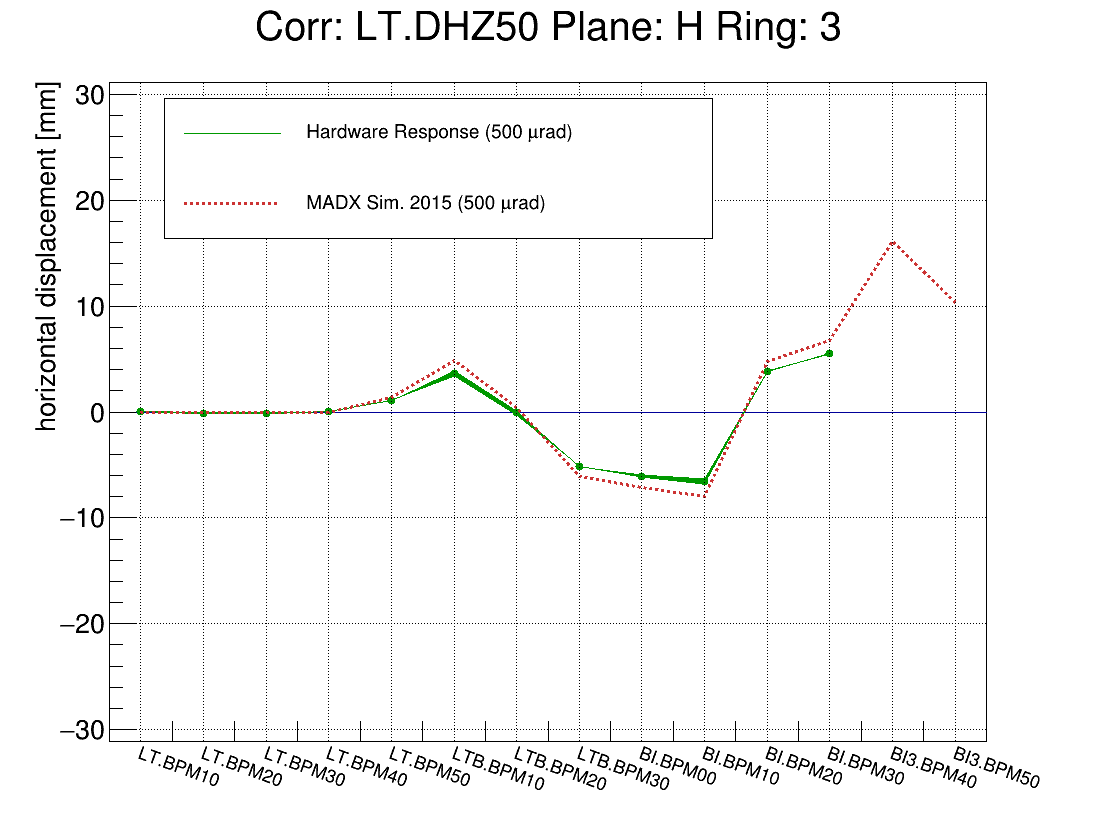 Corr: LT.DHZ50 Plane: H Ring: 3
horizontal displacement [mm]
30
20
10
0
−10
−20
−30
Hardware Response (500 μrad)
MADX Sim. 2015 (500 μrad)
LT.BPM10
LT.BPM20
LT.BPM30
LT.BPM40
LT.BPM50
LTB.BPM10
LTB.BPM20
LTB.BPM30
BI.BPM00
BI.BPM10
BI.BPM20
BI.BPM30
BI3.BPM40
BI3.BPM50